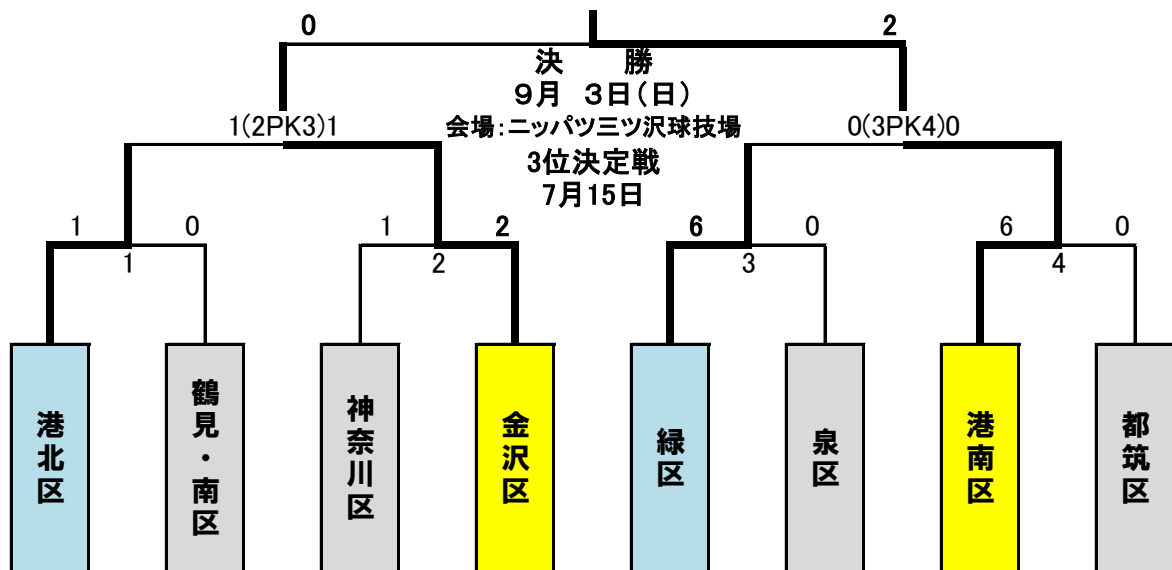 0 2
決 勝
９月 ３日(日)
1(2PK3)1 会場：ニッパツ三ツ沢球技場 0(3PK4)0
3位決定戦
7月15日
1 0 1 2 6 0 6 0
1 2 3 4
港北区
鶴見・南区
神奈川区
金沢区
緑区
泉区
港南区
都筑区